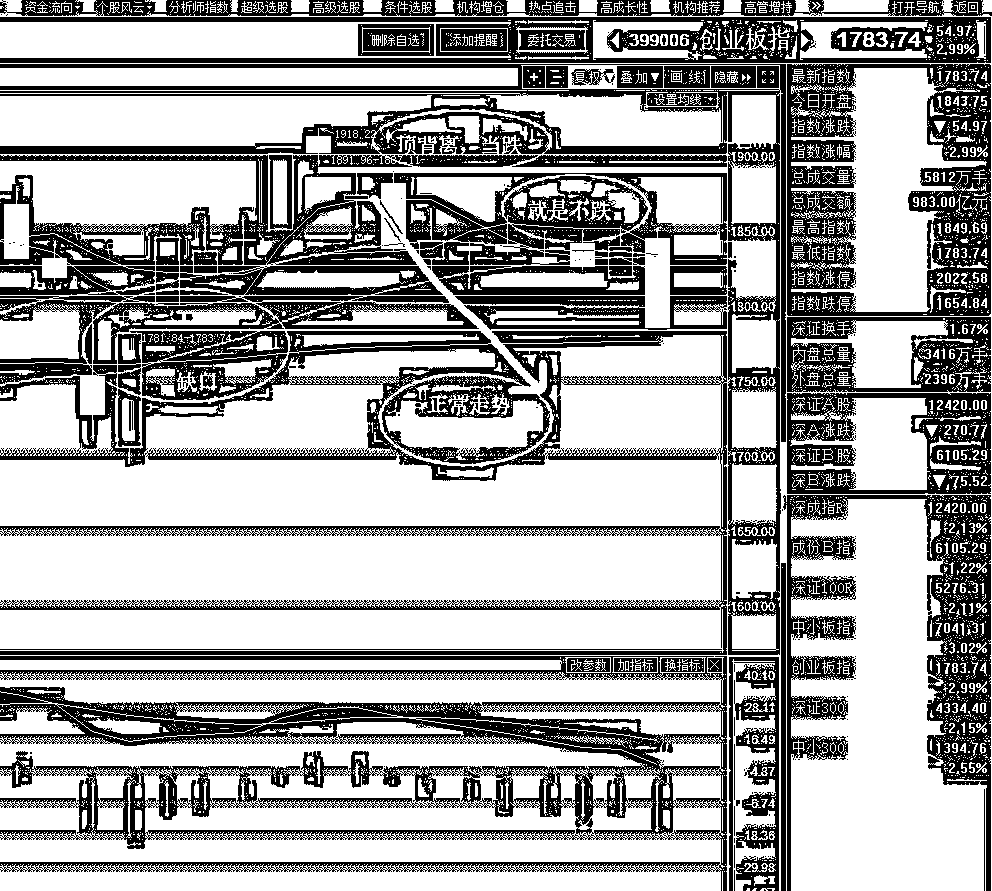 资金流向 个股风云 分析师指数 超级选股 高级选股 条件选股 机构增仓 热点追击 高成长性 机构推荐 高管增持 » 打开导航 返回
删除自选 添加提醒 委托交易 399006 创业板指 1783.74 54.97
2.99%
复权 叠加▼ 画线 隐藏
设置均线
顶背离 当跌
1891.96-1887.11
1900.00
就是不跌
1850.00
1800.00
1781.84-1783.74
缺口
1750.00
正常走势
1700.00
1650.00
1600.00
改参数 加指标 换指标 ×
40.10
28.11
16.49
4.87
-6.74
18.36
-29.98
最新指数 1783.74
今日开盘 1843.75
指数涨跌 ▼54.97
指数涨幅 -2.99%
总成交量 5812万手
总成交额 983.00亿元
最高指数 1849.69
最低指数 1783.74
指数涨停 2022.58
指数跌停 1654.84
深证换手 1.67%
内盘总量 3416万手
外盘总量 2396万手
深证A股 12420.00
深A涨跌 ▼270.77
深证B股 6105.29
深B涨跌 ▼75.52
深成指R 12420.00
-2.13%
成份B指 6105.29
-1.22%
深证100R 5276.31
-2.11%
中小板指 7041.31
-3.02%
创业板指 1783.74
-2.99%
深证300 4334.40
-2.15%
中小300 1394.76
-2.55%